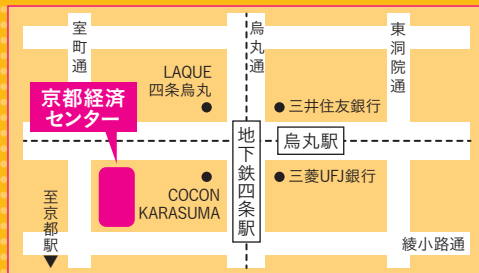 室町通
烏丸通
東洞院通
LAQUE
四条烏丸
三井住友銀行
京都経済
センター
地下鉄四条駅
烏丸駅
三菱UFJ銀行
COCON
KARASUMA
至京都駅
綾小路通